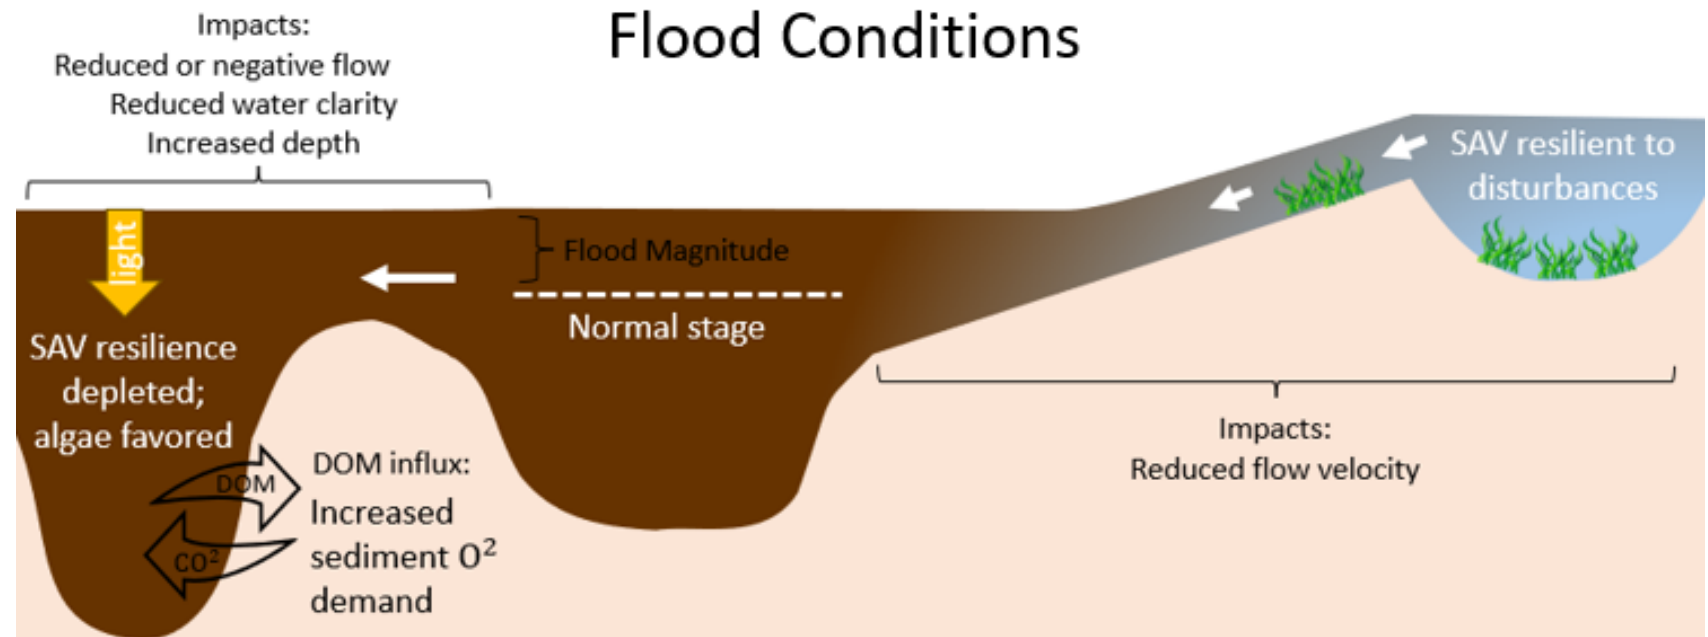 Flood Conditions
Impacts:
Reduced or negative flow
Reduced water clarity
Increased depth
light
SAV resilience
depleted;
algae favored
Flood Magnitude
Normal stage
SAV resilient to
disturbances
Impacts:
Reduced flow velocity
DOM
CO²
DOM influx:
Increased
sediment O²
demand